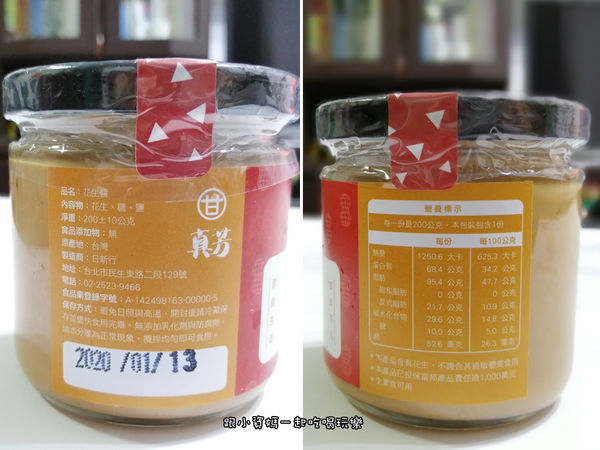 品名：花生醬
內容物：花生、糖、鹽
淨重：200±10公克
食品添加物：無
原產地：台灣
製造商：日新行
地址：台北市民生東路二段129號
電話：02-2523-9466
食品業登錄字號：A-142498163-00000-5
保存方式：避免日照與高溫，開封後請冷藏保
存並盡快食用完畢、無添加乳化劑與防腐劑，
油水分離為正常現象，攪拌均勻即可食用。
2020/01/13
甘
真芳
營養標示
每一份量200公克，本包裝包含1份
每份 每100公克
熱量 1250.6 大卡 625.3 大卡
蛋白質 68.4 公克 34.2 公克
脂肪 95.4 公克 47.7 公克
飽和脂肪 21.7 公克 10.9 公克
反式脂肪 0 公克 0 公克
碳水化合物 29.6 公克 14.8 公克
糖 10.0 公克 5.0 公克
鈉 52.6 毫克 26.3 毫克
*本產品含有花生，不適合其過敏體質食用
*本產品已投保富邦產品責任險1,000萬元
*全素食可用
跟小資媽一起吃喝玩樂